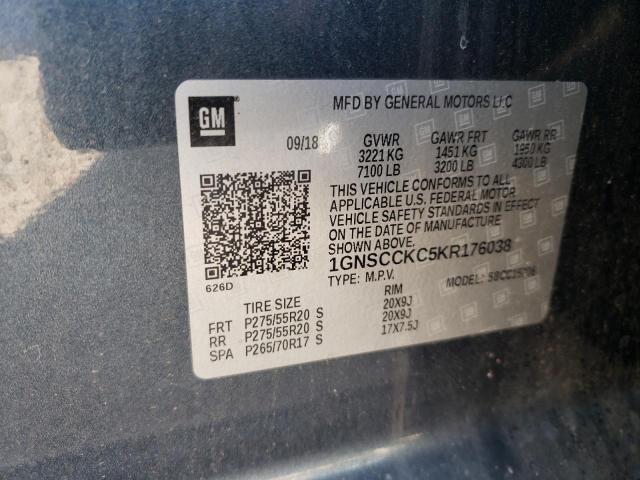 MFD BY GENERAL MOTORS LLC
GM
09/18
GVWR GAWR FRT GAWR RR
3221 KG 1451 KG 1950 KG
7100 LB 3200 LB 4300 LB
THIS VEHICLE CONFORMS TO ALL
APPLICABLE U.S. FEDERAL MOTOR
VEHICLE SAFETY STANDARDS IN EFFECT
ON THE DATE OF MANUFACTURE
SHOWN ABOVE.
1GNSCCKC5KR176038
TYPE: M.P.V. MODEL:
626D
TIRE SIZE RIM
FRT P275/55R20 S 20X9J
RR P275/55R20 S 20X9J
SPA P265/70R17 S 17X7.5J